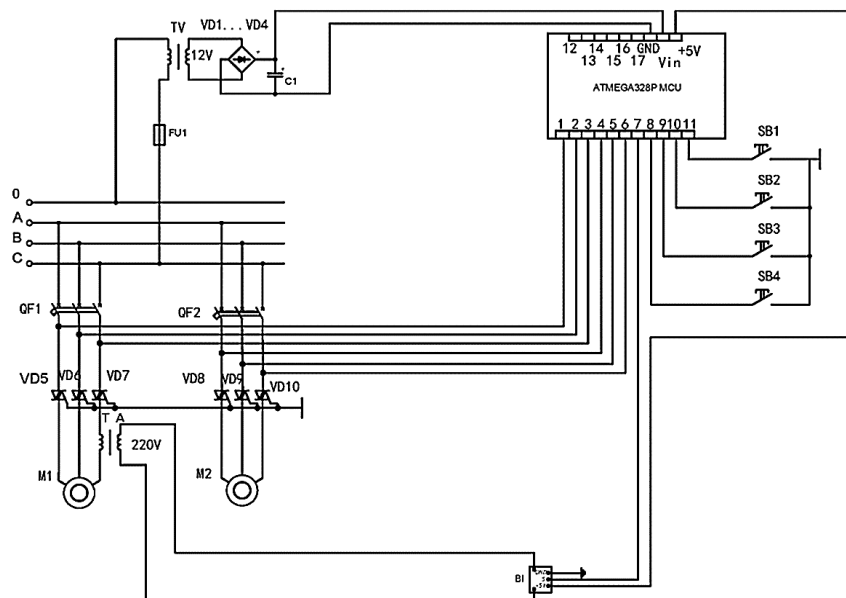 TV VD1...VD4
12V
C1
FU1
12 14 16 GND +5V
13 15 17 Vin
ATMEGA328P MCU
1 2 3 4 5 6 7 8 9 10 11
SB1
SB2
SB3
SB4
0
A
B
C
QF1
QF2
VD5 VD6 VD7
VD8 VD9 VD10
T A
220V
M1
M2
BI
GND
S